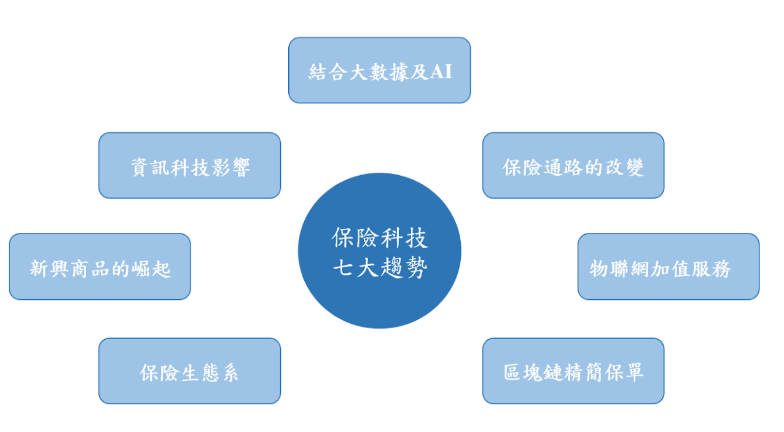 結合大數據及AI
資訊科技影響
保險通路的改變
保險科技
七大趨勢
新興商品的崛起
物聯網加值服務
保險生態系
區塊鏈精簡保單